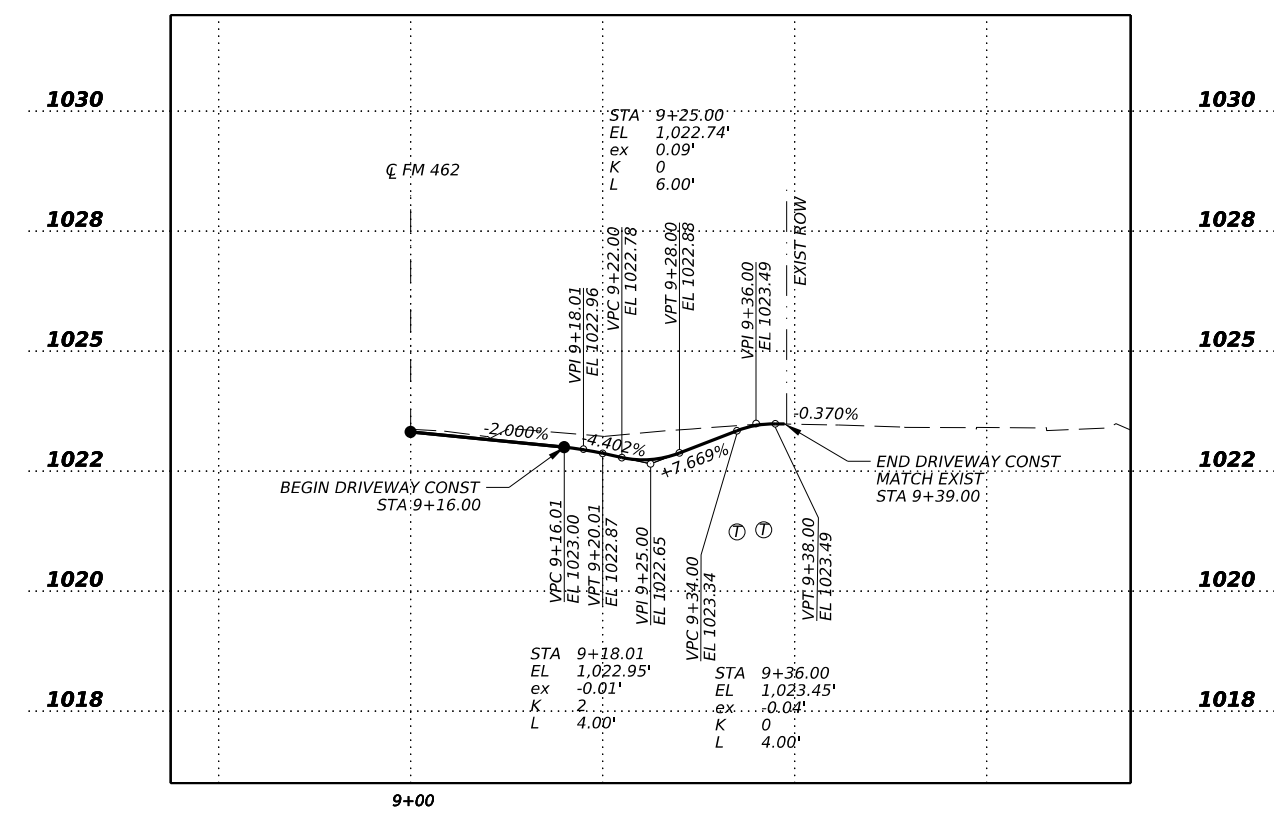 1030
1030
STA 9+25.00
EL 1,022.74'
ex 0.09'
K 0
L 6.00'
℄ FM 462
1028
1028
EXIST ROW
VPI 9+18.01
EL 1022.96
VPC 9+22.00
EL 1022.78
VPT 9+28.00
EL 1022.88
VPI 9+36.00
EL 1023.49
1025
1025
-2.000%
-4.402%
+7.669%
-0.370%
1022
1022
BEGIN DRIVEWAY CONST
STA 9+16.00
END DRIVEWAY CONST
MATCH EXIST
STA 9+39.00
VPC 9+16.01
EL 1023.00
VPT 9+20.01
EL 1022.87
VPI 9+25.00
EL 1022.65
VPC 9+34.00
EL 1023.34
T
T
VPT 9+38.00
EL 1023.49
1020
1020
STA 9+18.01
EL 1,022.95'
ex -0.01'
K 2
L 4.00'
STA 9+36.00
EL 1,023.45'
ex -0.04'
K 0
L 4.00'
1018
1018
9+00